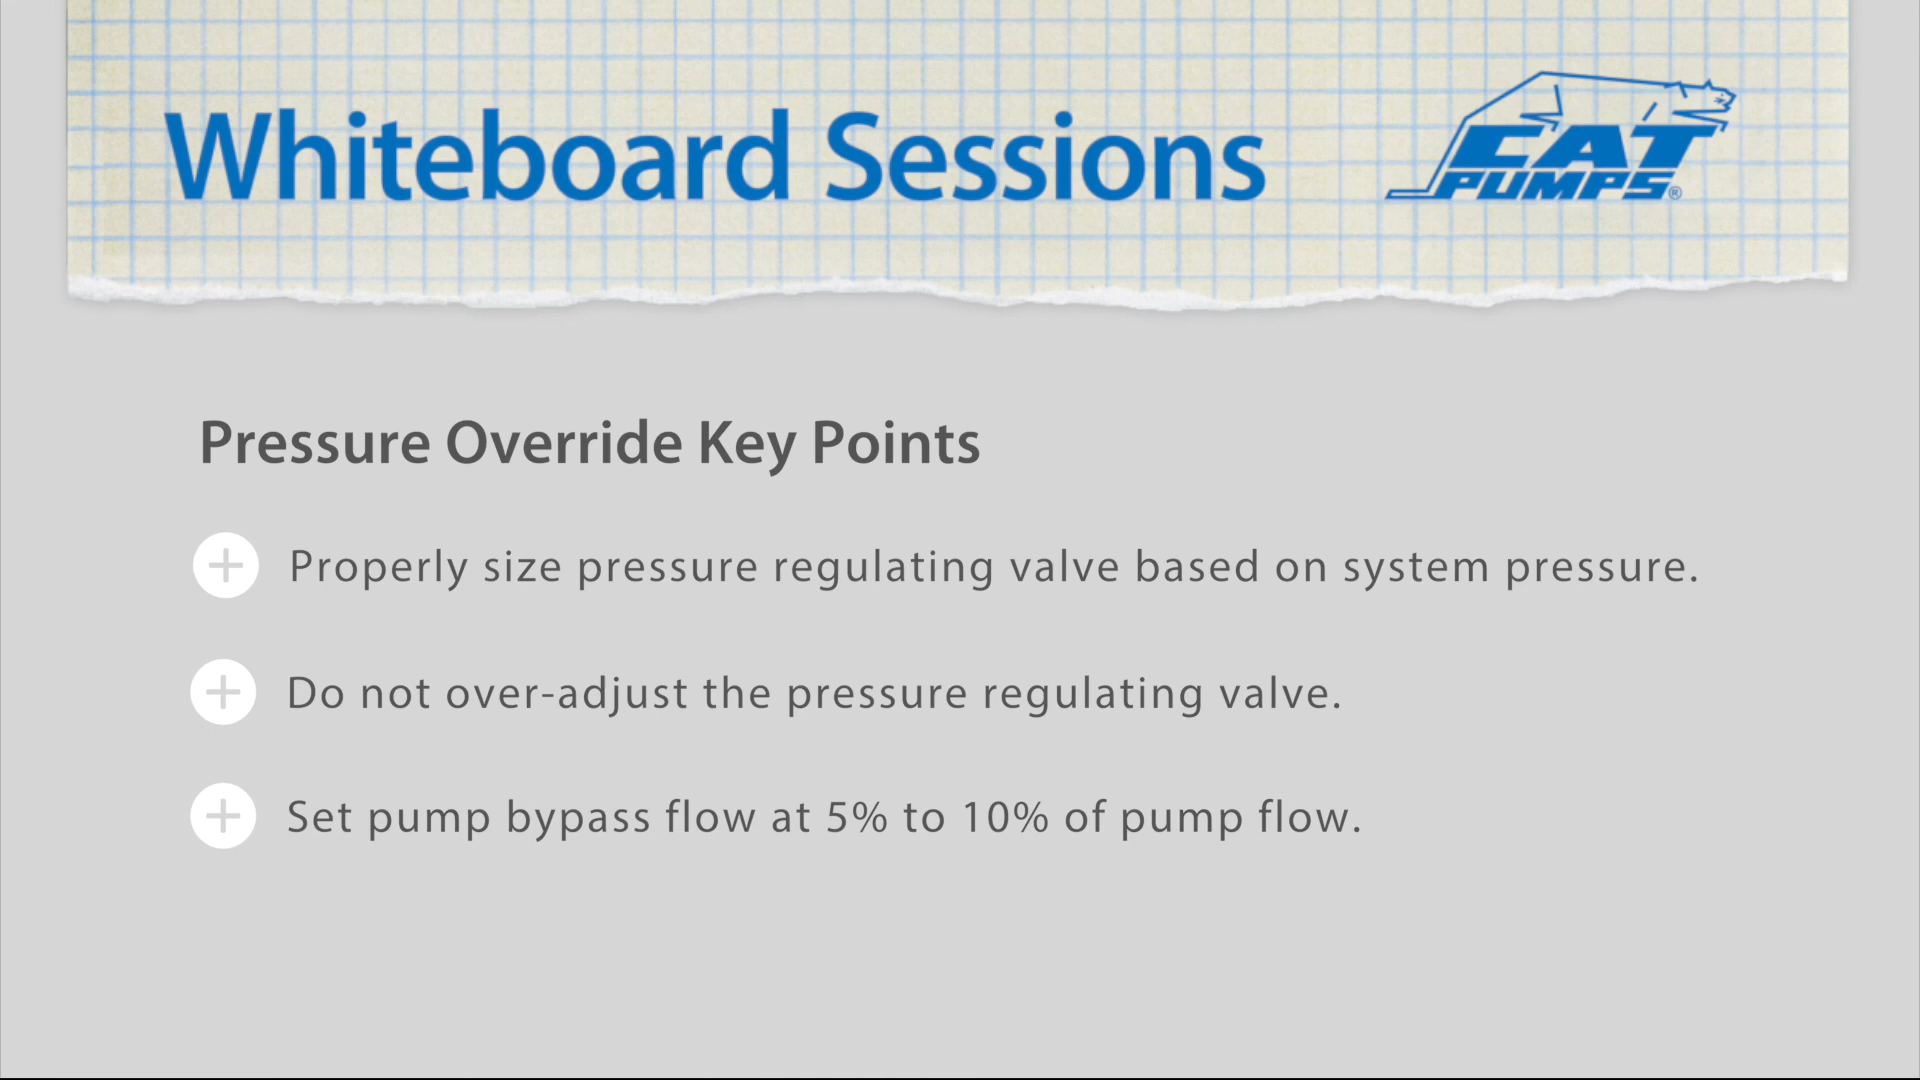 Whiteboard Sessions
CAT
PUMPS®
Pressure Override Key Points
Properly size pressure regulating valve based on system pressure.
Do not over-adjust the pressure regulating valve.
Set pump bypass flow at 5% to 10% of pump flow.